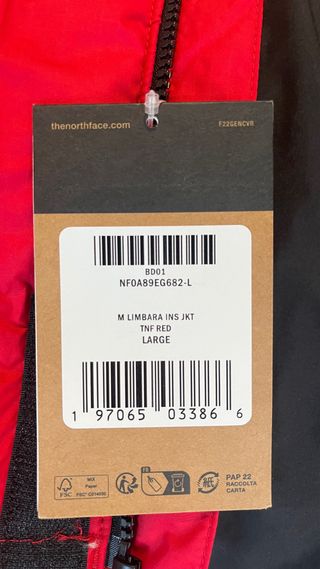 thenorthface.com
F22GENCVR
BD01
NF0A89EG682-L
M LIMBARA INS JKT
TNF RED
LARGE
1 97065 03386 6
FSC
MIX
Paper
FR
PAP 22
RACCOLTA
CARTA